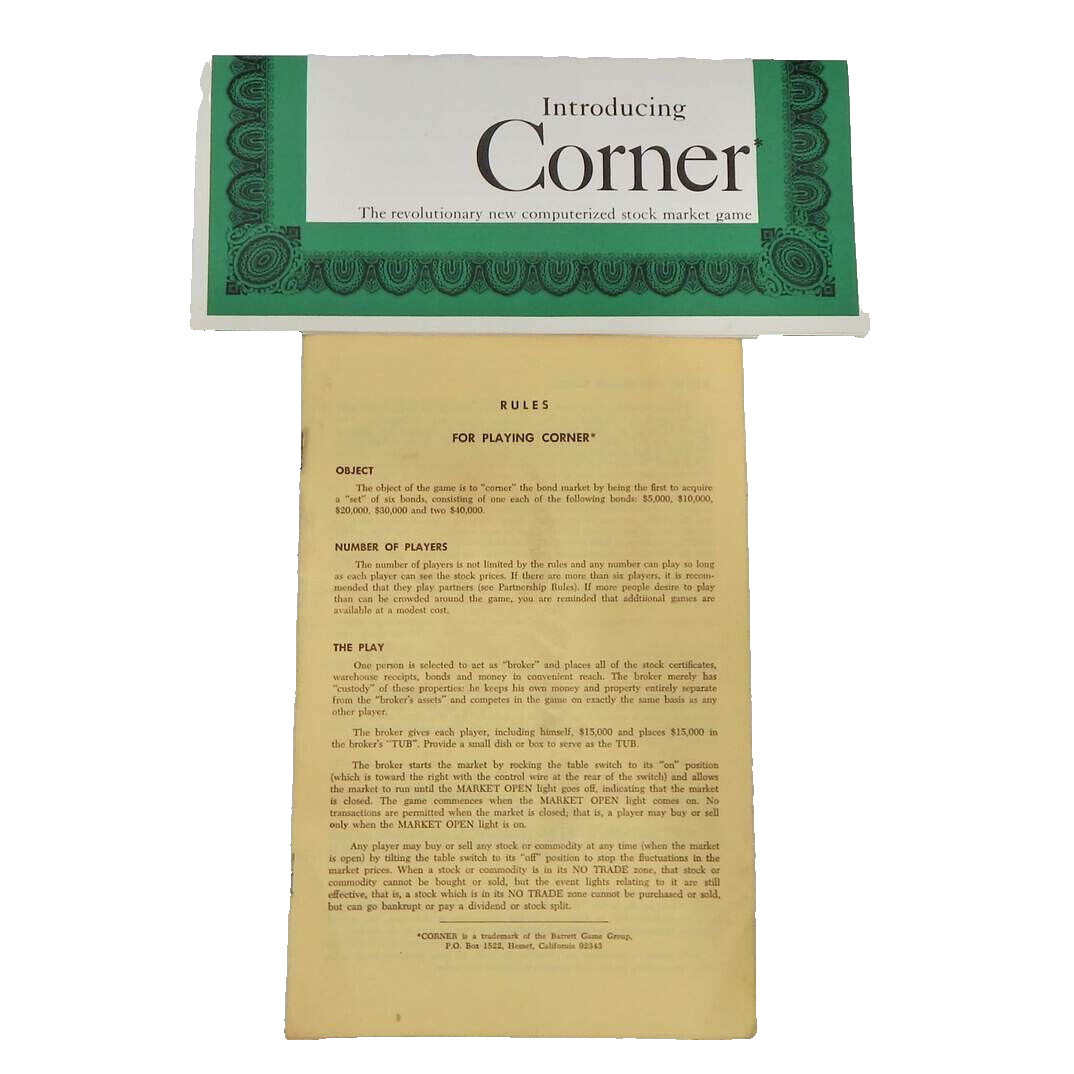 Introducing
Corner*
The revolutionary new computerized stock market game
RULES
FOR PLAYING CORNER*
OBJECT
The object of the game is to "corner" the bond market by being the first to acquire
a "set" of six bonds, consisting of one each of the following bonds: $5,000, $10,000,
$20,000, $30,000 and two $40,000.
NUMBER OF PLAYERS
The number of players is not limited by the rules and any number can play so long
as each player can see the stock prices. If there are more than six players, it is recom-
mended that they play partners (see Partnership Rules). If more people desire to play
than can be crowded around the game, you are reminded that addtiional games are
available at a modest cost.
THE PLAY
One person is selected to act as "broker" and places all of the stock certificates,
warehouse receipts, bonds and money in convenient reach. The broker merely has
"custody" of these properties: he keeps his own money and property entirely separate
from the "broker's assets" and competes in the game on exactly the same basis as any
other player.
The broker gives each player, including himself, $15,000 and places $15,000 in
the broker's "TUB". Provide a small dish or box to serve as the TUB.
The broker starts the market by rocking the table switch to its "on" position
(which is toward the right with the control wire at the rear of the switch) and allows
the market to run until the MARKET OPEN light goes off, indicating that the market
is closed. The game commences when the MARKET OPEN light comes on. No
transactions are permitted when the market is closed; that is, a player may buy or sell
only when the MARKET OPEN light is on.
Any player may buy or sell any stock or commodity at any time (when the market
is open) by tilting the table switch to its "off" position to stop the fluctuations in the
market prices. When a stock or commodity is in its NO TRADE zone, that stock or
commodity cannot be bought or sold, but the event lights relating to it are still
effective, that is, a stock which is in its NO TRADE zone cannot be purchased or sold,
but can go bankrupt or pay a dividend or stock split.
*CORNER is a trademark of the Barrett Game Group,
P.O. Box 1522, Hemet, California 92343